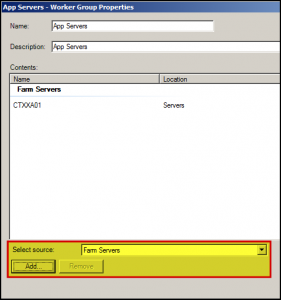 App Servers - Worker Group Properties
Name: App Servers
Description: App Servers
Contents:
Name Location
Farm Servers
CTXXA01 Servers
Select source: Farm Servers
Add... Remove